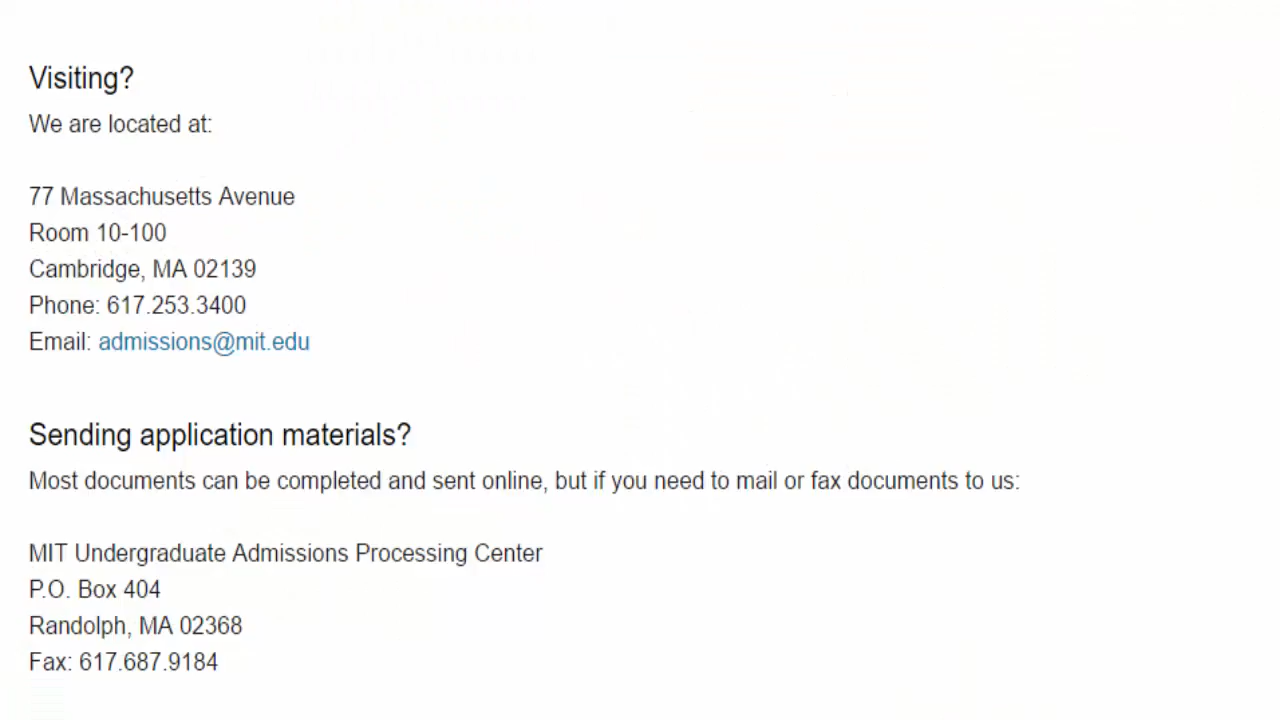 Visiting?
We are located at:
77 Massachusetts Avenue
Room 10-100
Cambridge, MA 02139
Phone: 617.253.3400
Email: admissions@mit.edu
Sending application materials?
Most documents can be completed and sent online, but if you need to mail or fax documents to us:
MIT Undergraduate Admissions Processing Center
P.O. Box 404
Randolph, MA 02368
Fax: 617.687.9184